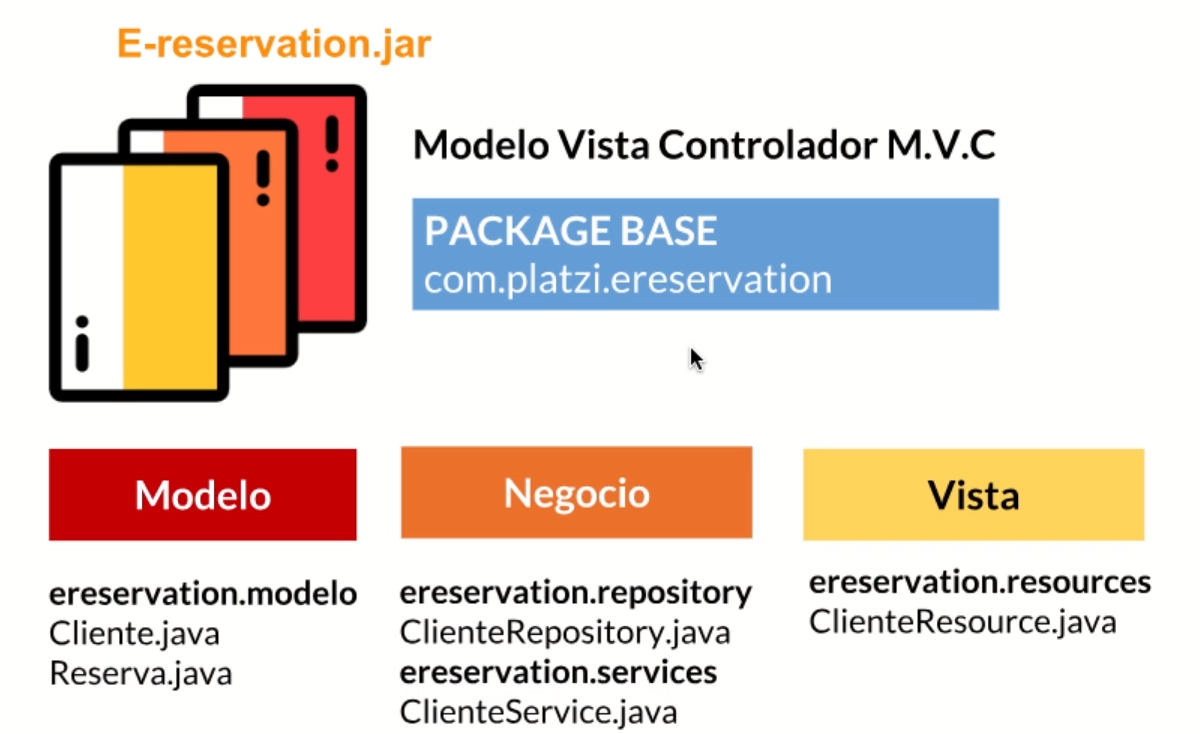 E-reservation.jar
Modelo Vista Controlador M.V.C
PACKAGE BASE
com.platzi.ereservation
Modelo
ereservation.modelo
Cliente.java
Reserva.java
Negocio
ereservation.repository
ClienteRepository.java
ereservation.services
ClienteService.java
Vista
ereservation.resources
ClienteResource.java